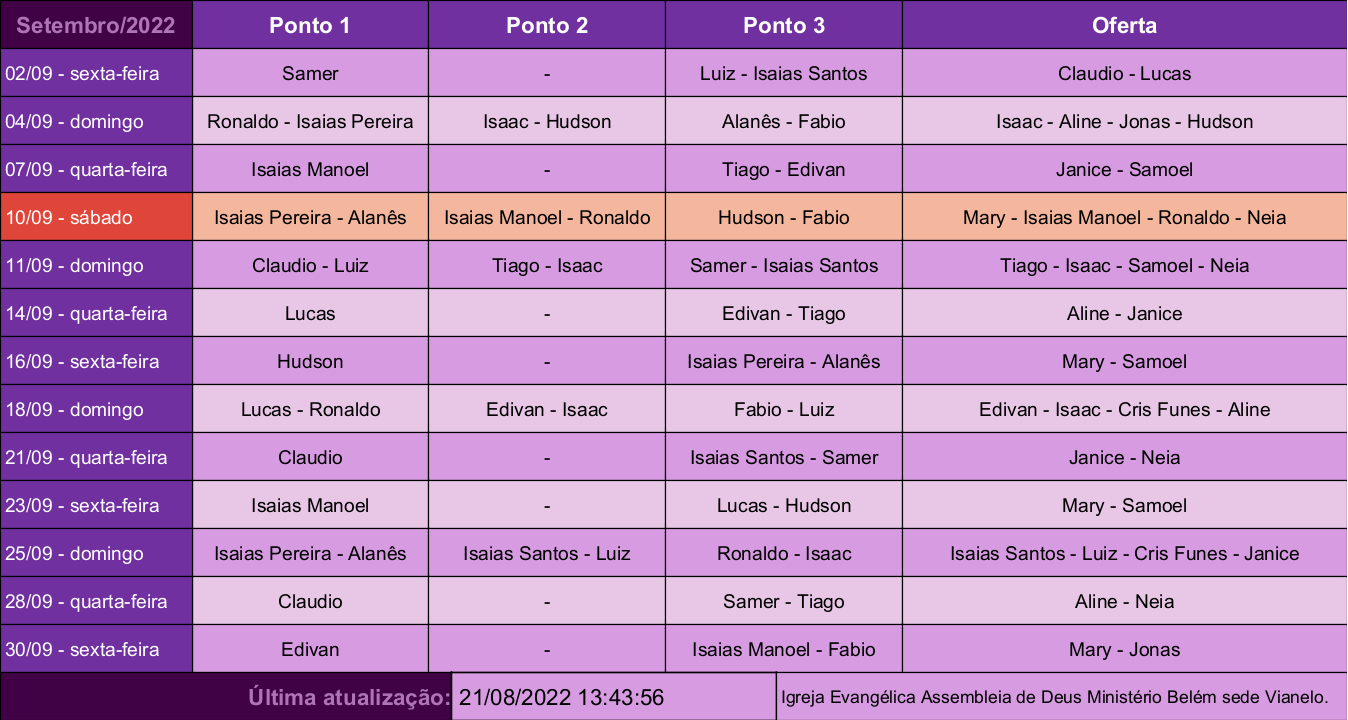 Setembro/2022 Ponto 1 Ponto 2 Ponto 3 Oferta
02/09 - sexta-feira Samer - Luiz - Isaias Santos Claudio - Lucas
04/09 - domingo Ronaldo - Isaias Pereira Isaac - Hudson Alanês - Fabio Isaac - Aline - Jonas - Hudson
07/09 - quarta-feira Isaias Manoel - Tiago - Edivan Janice - Samoel
10/09 - sábado Isaias Pereira - Alanês Isaias Manoel - Ronaldo Hudson - Fabio Mary - Isaias Manoel - Ronaldo - Neia
11/09 - domingo Claudio - Luiz Tiago - Isaac Samer - Isaias Santos Tiago - Isaac - Samoel - Neia
14/09 - quarta-feira Lucas - Edivan - Tiago Aline - Janice
16/09 - sexta-feira Hudson - Isaias Pereira - Alanês Mary - Samoel
18/09 - domingo Lucas - Ronaldo Edivan - Isaac Fabio - Luiz Edivan - Isaac - Cris Funes - Aline
21/09 - quarta-feira Claudio - Isaias Santos - Samer Janice - Neia
23/09 - sexta-feira Isaias Manoel - Lucas - Hudson Mary - Samoel
25/09 - domingo Isaias Pereira - Alanês Isaias Santos - Luiz Ronaldo - Isaac Isaias Santos - Luiz - Cris Funes - Janice
28/09 - quarta-feira Claudio - Samer - Tiago Aline - Neia
30/09 - sexta-feira Edivan - Isaias Manoel - Fabio Mary - Jonas
Última atualização: 21/08/2022 13:43:56 Igreja Evangélica Assembleia de Deus Ministério Belém sede Vianelo.